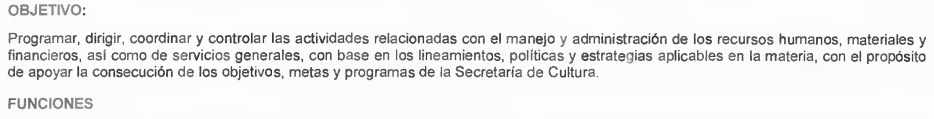 OBJETIVO:
Programar, dirigir, coordinar y controlar las actividades relacionadas con el manejo y administración de los recursos humanos, materiales y
financieros, así como de servicios generales, con base en los lineamientos, políticas y estrategias aplicables en la materia, con el propósito
de apoyar la consecución de los objetivos, metas y programas de la Secretaría de Cultura.
FUNCIONES